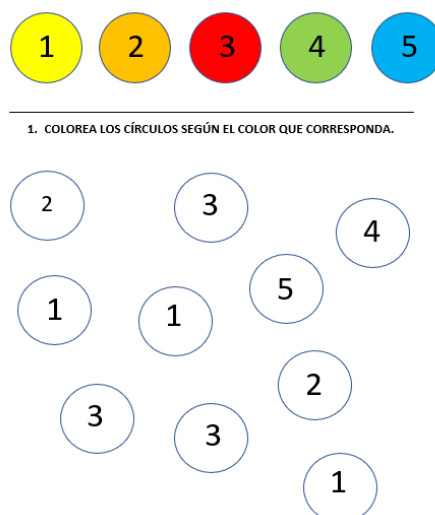 1 2 3 4 5
1. COLOREA LOS CÍRCULOS SEGÚN EL COLOR QUE CORRESPONDA.
2 3 4
1 1 5
3 3 2
1